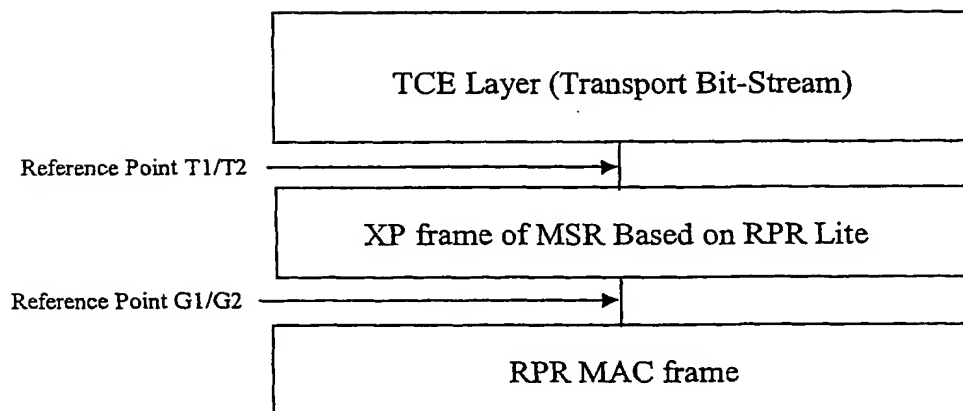 TCE Layer (Transport Bit-Stream)
Reference Point T1/T2
XP frame of MSR Based on RPR Lite
Reference Point G1/G2
RPR MAC frame